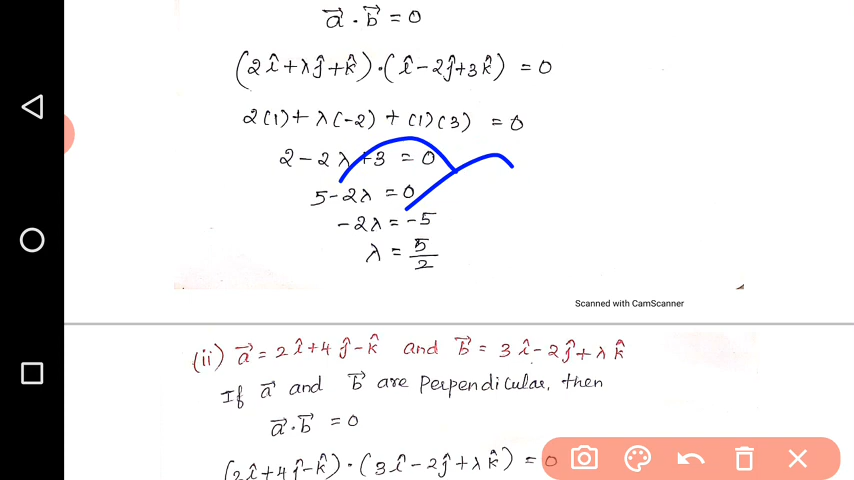 a⃗ · b⃗ = 0
(2î + λĵ + k̂) · (î - 2ĵ + 3k̂) = 0
2(1) + λ(-2) + (1)(3) = 0
2 - 2λ + 3 = 0
5 - 2λ = 0
-2λ = -5
λ = 5/2
Scanned with CamScanner
(ii) a⃗ = 2î + 4ĵ - k̂ and b⃗ = 3î - 2ĵ + λk̂
If a⃗ and b⃗ are Perpendicular, then
a⃗ · b⃗ = 0
(2î + 4ĵ - k̂) · (3î - 2ĵ + λk̂) = 0